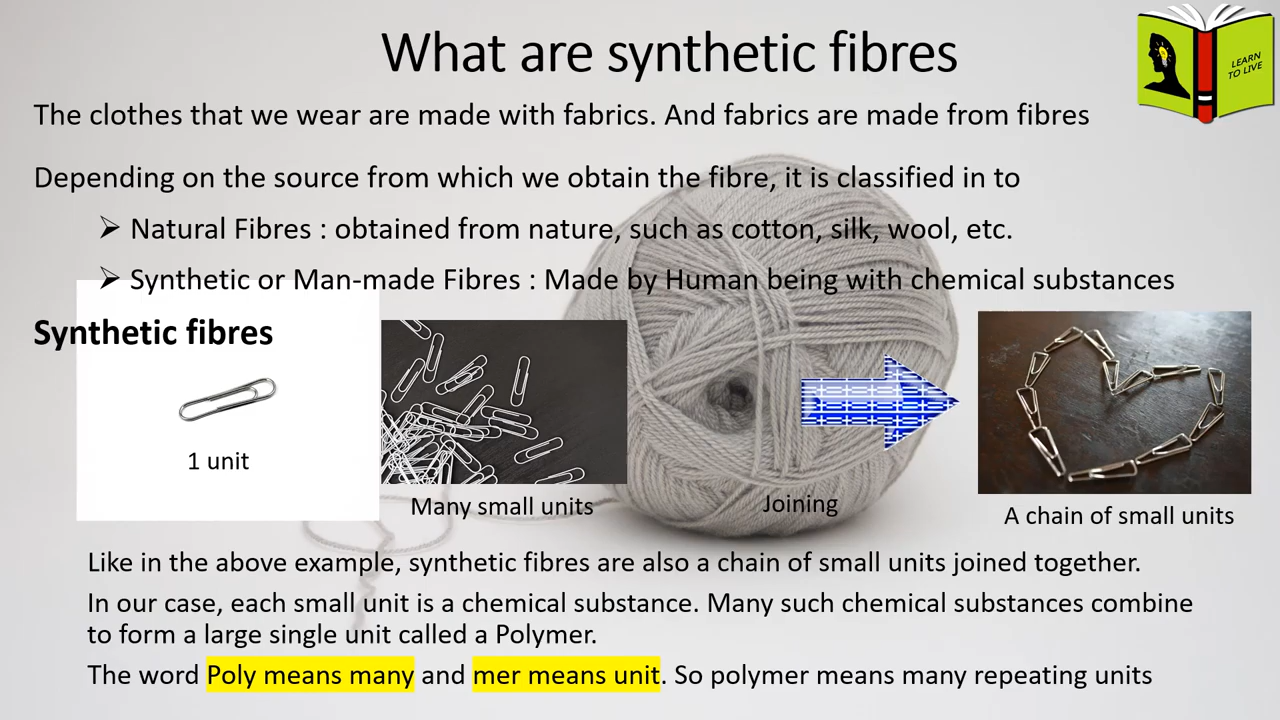 What are synthetic fibres
LEARN
TO LIVE
The clothes that we wear are made with fabrics. And fabrics are made from fibres
Depending on the source from which we obtain the fibre, it is classified in to
➢ Natural Fibres : obtained from nature, such as cotton, silk, wool, etc.
➢ Synthetic or Man-made Fibres : Made by Human being with chemical substances
Synthetic fibres
1 unit
Many small units
Joining
A chain of small units
Like in the above example, synthetic fibres are also a chain of small units joined together.
In our case, each small unit is a chemical substance. Many such chemical substances combine
to form a large single unit called a Polymer.
The word Poly means many and mer means unit. So polymer means many repeating units